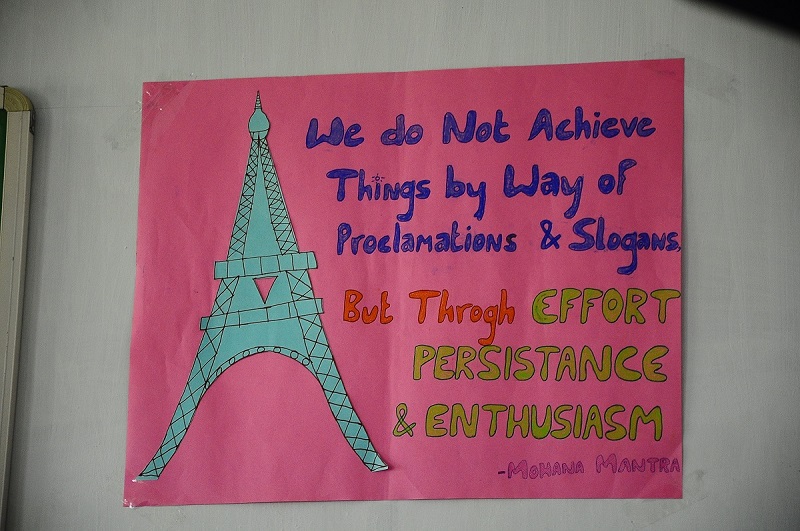 We do Not Achieve
Things by Way of
Proclamations & Slogans,
But Throgh EFFORT
PERSISTANCE
& ENTHUSIASM
-MOHANA MANTRA